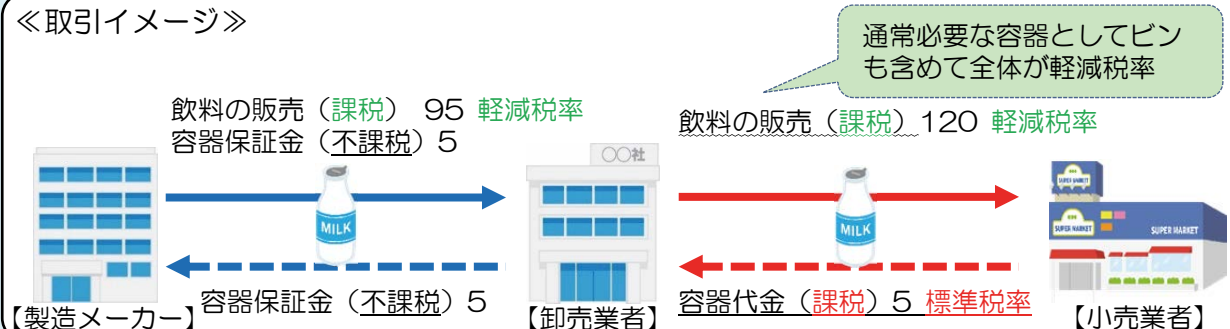 ≪取引イメージ≫
通常必要な容器としてビン
も含めて全体が軽減税率
飲料の販売（課税） 95 軽減税率
容器保証金（不課税）5
飲料の販売（課税）120 軽減税率
〇〇社
MILK
MILK
SUPER MARKET
SUPER MARKET
SUPER MARKET
容器保証金（不課税）5
容器代金（課税）5 標準税率
【製造メーカー】
【卸売業者】
【小売業者】